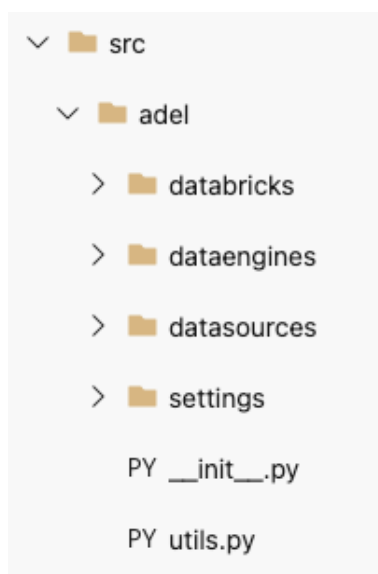 src
adel
databricks
dataengines
datasources
settings
PY __init__.py
PY utils.py